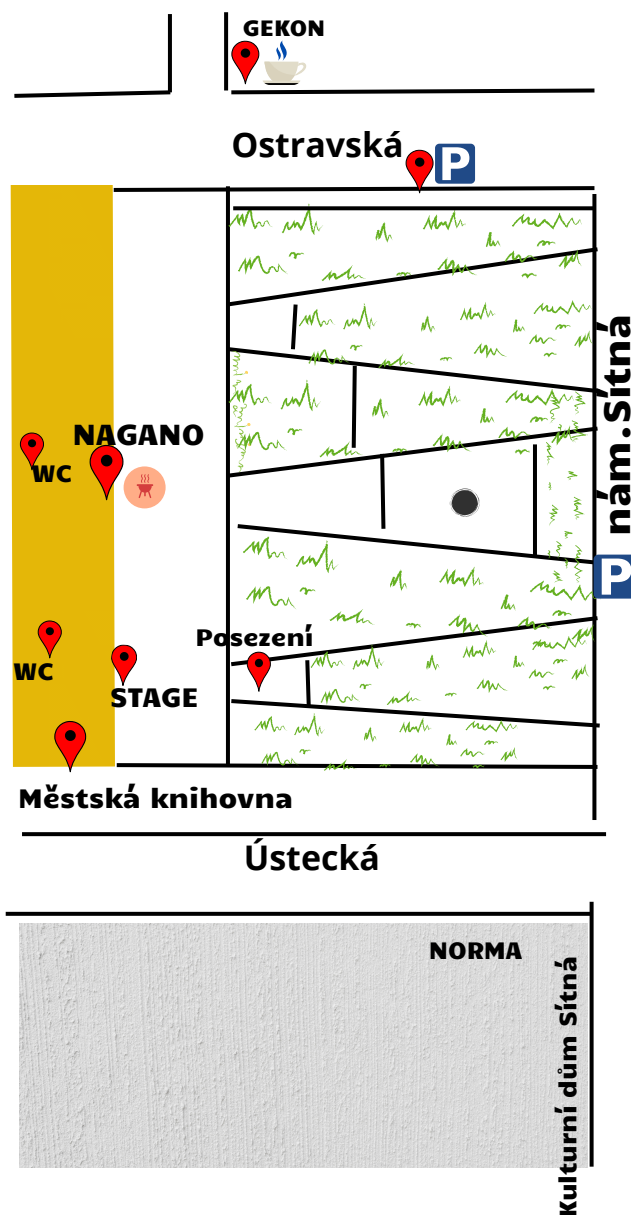 GEKON
Ostravská
P
nám.Sítná
NAGANO
WC
P
Posezení
WC
STAGE
Městská knihovna
Ústecká
NORMA
Kulturní dům Sítná